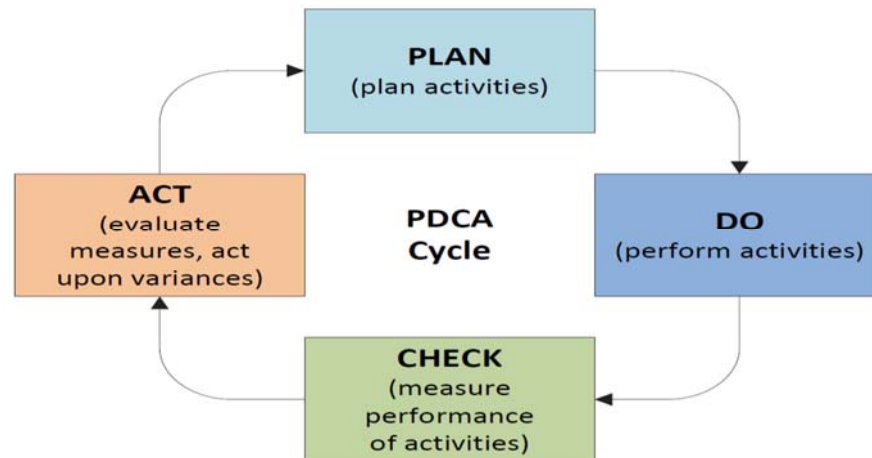 PLAN
(plan activities)
ACT
(evaluate
measures, act
upon variances)
PDCA
Cycle
DO
(perform activities)
CHECK
(measure
performance
of activities)